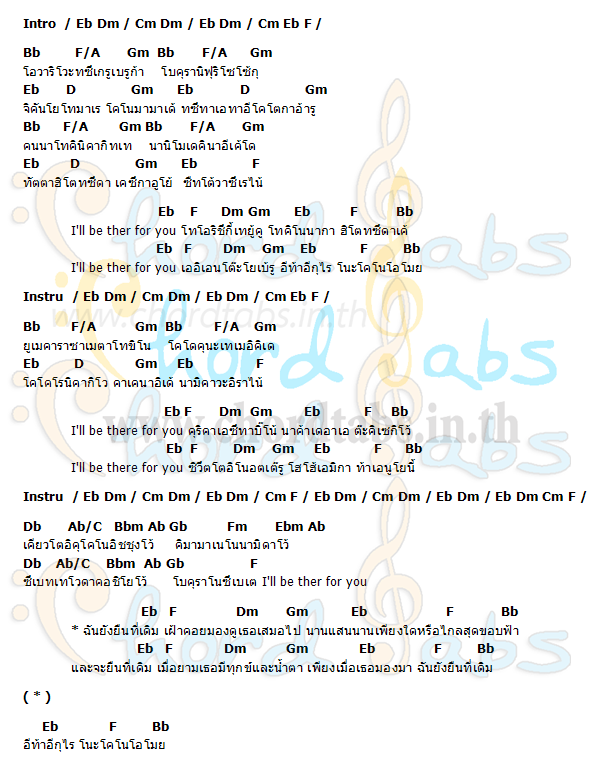 Intro / Eb Dm / Cm Dm / Eb Dm / Cm Eb F /
Bb F/A Gm Bb F/A Gm
โอวาริโวะทซึเกรูเบรูก้า โบคุรานิฟุริโซโซ้กุ
Eb D Gm Eb D Gm
จิคันโยโทมาเร โคโนมามาเต้ ทซึทาเอทาอีโคโตกาอ้ารู
Bb F/A Gm Bb F/A Gm
คนนาโทคินิคากิทเท นานิโมเดคินาอีเค้โด
Eb D Gm Eb F
ทัตตาฮิโตทซึดา เคซึกาอูโย้ ซึทโต้วาซึเรไน้
Eb F Dm Gm Eb F Bb
I'll be ther for you โทโอริซึกี้เทยู้คู โทคิโนนากา ฮิโตทซึดาเค้
Eb F Dm Gm Eb F Bb
I'll be ther for you เออิเอนโต๊ะโยเบ้รู อีท้าอีกุไร โนะโคโนโอโมย
Instru / Eb Dm / Cm Dm / Eb Dm / Cm Eb F /
www.chordtabs.in.th
Bb F/A Gm Bb F/A Gm
ยูเมคาราซาเมตาโทขิโน โคโดคุนะเทเมอิคิเต
Eb D Gm Eb F
โคโคโรนิคากิโว คาเคนาอิเต้ นามิคาวะอิราไน้
Eb F Dm Gm Eb F Bb
I'll be there for you คุริคาเอซึทาบิ๊โน้ นาค้าเดอาเอ ต๊ะคิเซกิโว้
www.chordtabs.in.th
Eb F Dm Gm Eb F Bb
I'll be there for you ซิวึตโตอิโนอตเต๊รู โฮโฮ้เอมิกา ท้าเอนูโยนี้
Instru / Eb Dm / Cm Dm / Eb Dm / Cm F / Eb Dm / Cm Dm / Eb Dm / Eb Dm Cm F /
Db Ab/C Bbm Ab Gb Fm Ebm Ab
เคียวโตอิคุโคโนอิชชุงโว้ คิมามาเนโนนามิดาโว้
Db Ab/C Bbm Ab Gb F
ซึเบทเทโวดาคอชิโยโว้ โบคุราโนซึเบเต I'll be ther for you
Eb F Dm Gm Eb F Bb
* ฉันยังยืนที่เดิม เฝ้าคอยมองดูเธอเสมอไป นานแสนนานเพียงใดหรือไกลสุดขอบฟ้า
Eb F Dm Gm Eb F Bb
และจะยืนที่เดิม เมื่อยามเธอมีทุกข์และน้ำตา เพียงเมื่อเธอมองมา ฉันยังยืนที่เดิม
( * )
Eb F Bb
อีท้าอีกุไร โนะโคโนโอโมย